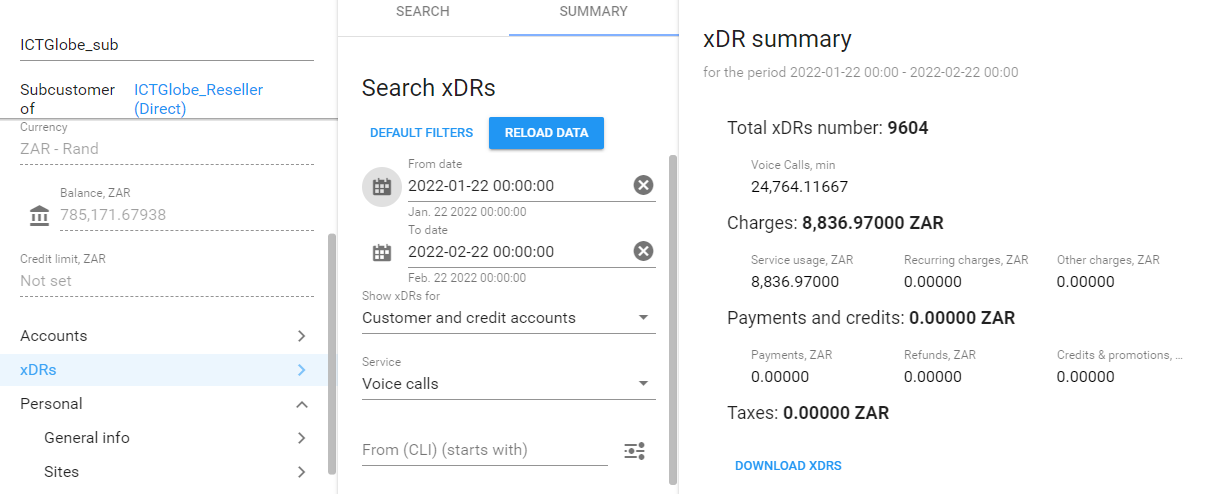 ICTGlobe_sub
Subcustomer of
ICTGlobe_Reseller (Direct)
Currency
ZAR - Rand
Balance, ZAR
785,171.67938
Credit limit, ZAR
Not set
Accounts
xDRs
Personal
General info
Sites
SEARCH
SUMMARY
Search xDRs
DEFAULT FILTERS
RELOAD DATA
From date
2022-01-22 00:00:00
Jan. 22 2022 00:00:00
To date
2022-02-22 00:00:00
Feb. 22 2022 00:00:00
Show xDRs for
Customer and credit accounts
Service
Voice calls
From (CLI) (starts with)
xDR summary
for the period 2022-01-22 00:00 - 2022-02-22 00:00
Total xDRs number: 9604
Voice Calls, min
24,764.11667
Charges: 8,836.97000 ZAR
Service usage, ZAR
8,836.97000
Recurring charges, ZAR
0.00000
Other charges, ZAR
0.00000
Payments and credits: 0.00000 ZAR
Payments, ZAR
0.00000
Refunds, ZAR
0.00000
Credits & promotions, ...
0.00000
Taxes: 0.00000 ZAR
DOWNLOAD XDRS